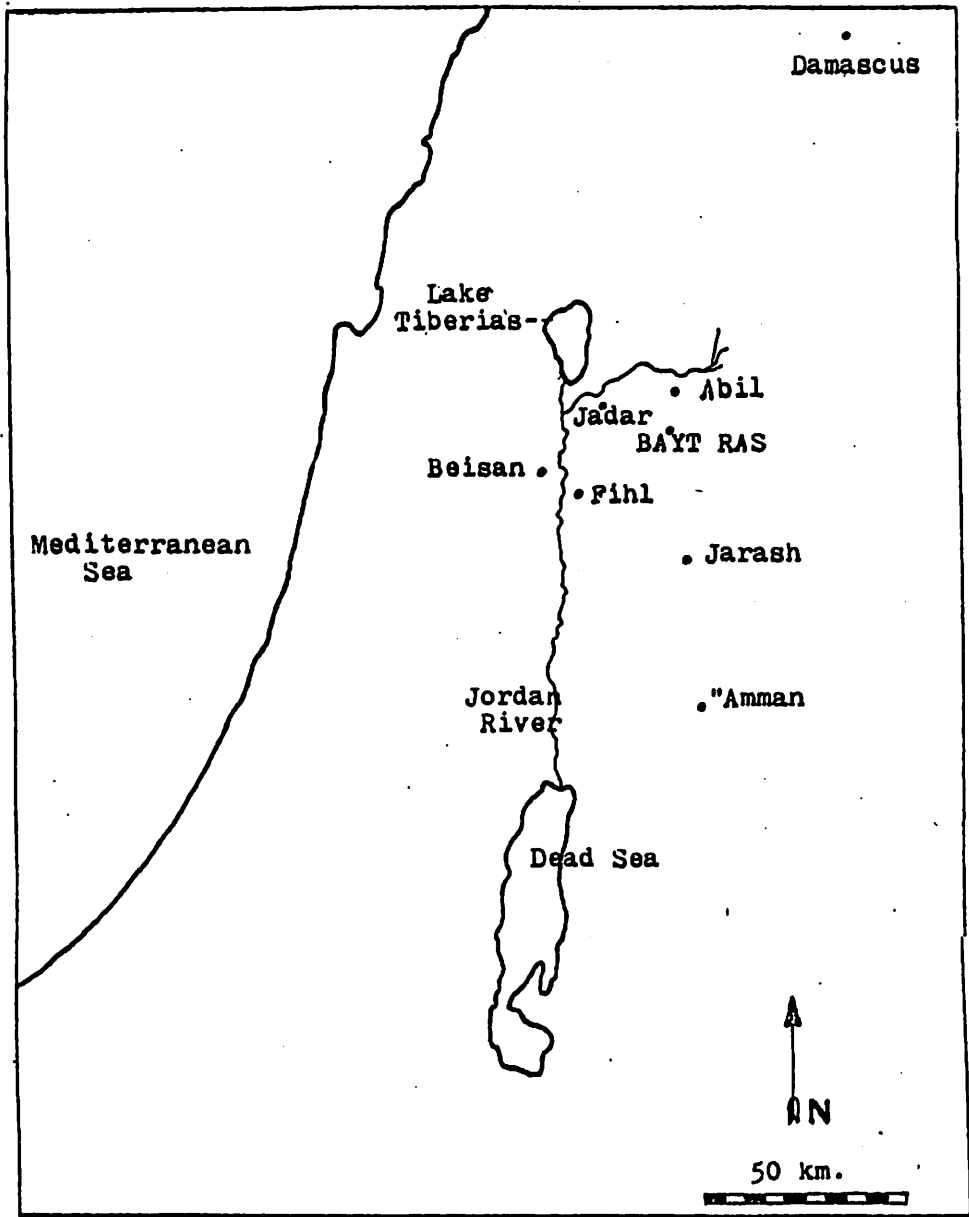 Damascus
Lake
Tiberias-
Abil
Jadar
BAYT RAS
Beisan
Fihl
Mediterranean
Sea
Jarash
Jordan
River
"Amman
Dead Sea
N
50 km.